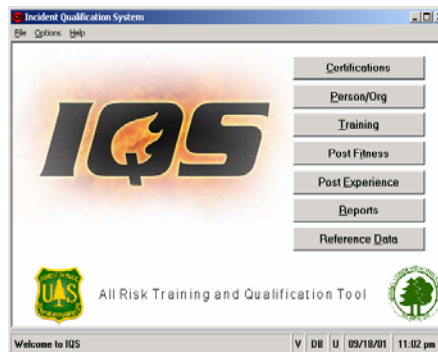 Incident Qualification System
File Options Help
Certifications
Person/Org
Training
Post Fitness
Post Experience
Reports
Reference Data
IQS
U S
All Risk Training and Qualification Tool
Welcome to IQS V DB U 09/18/01 11:02 pm